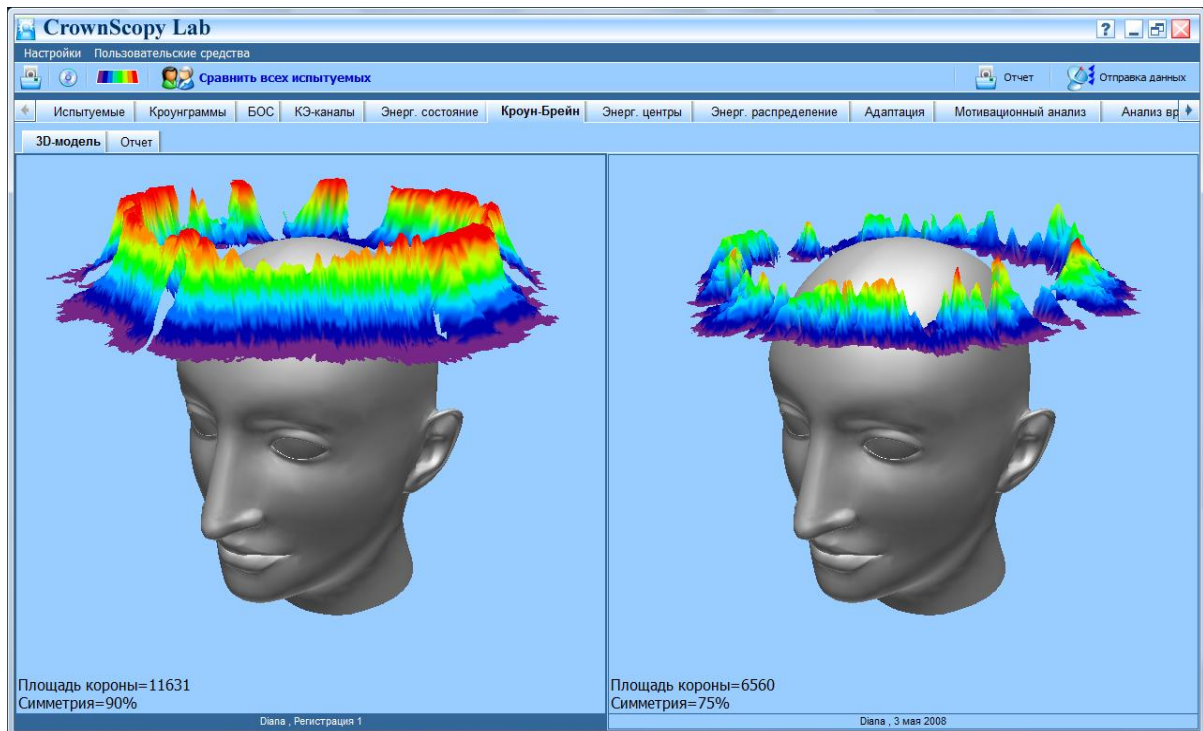 CrownScopy Lab
?
Настройки Пользовательские средства
Сравнить всех испытуемых Отчет Отправка данных
Испытуемые Кроунграммы БОС КЭ-каналы Энерг. состояние Кроун-Брейн Энерг. центры Энерг. распределение Адаптация Мотивационный анализ Анализ вр
3D-модель Отчет
Площадь короны=11631
Симметрия=90%
Diana , Регистрация 1
Площадь короны=6560
Симметрия=75%
Diana , 3 мая 2008